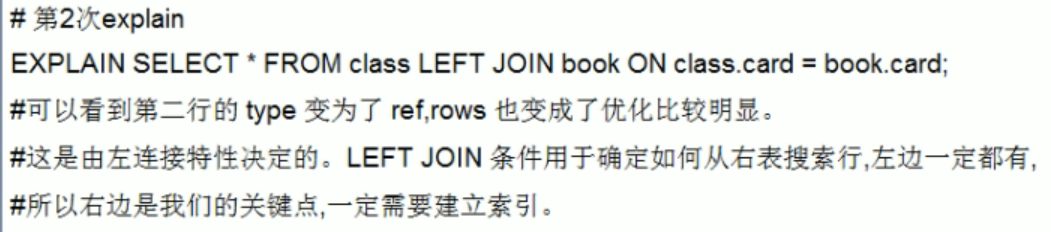 # 第2次explain
EXPLAIN SELECT * FROM class LEFT JOIN book ON class.card = book.card;
#可以看到第二行的 type 变为了 ref,rows 也变成了优化比较明显。
#这是由左连接特性决定的。LEFT JOIN 条件用于确定如何从右表搜索行,左边一定都有,
#所以右边是我们的关键点,一定需要建立索引。